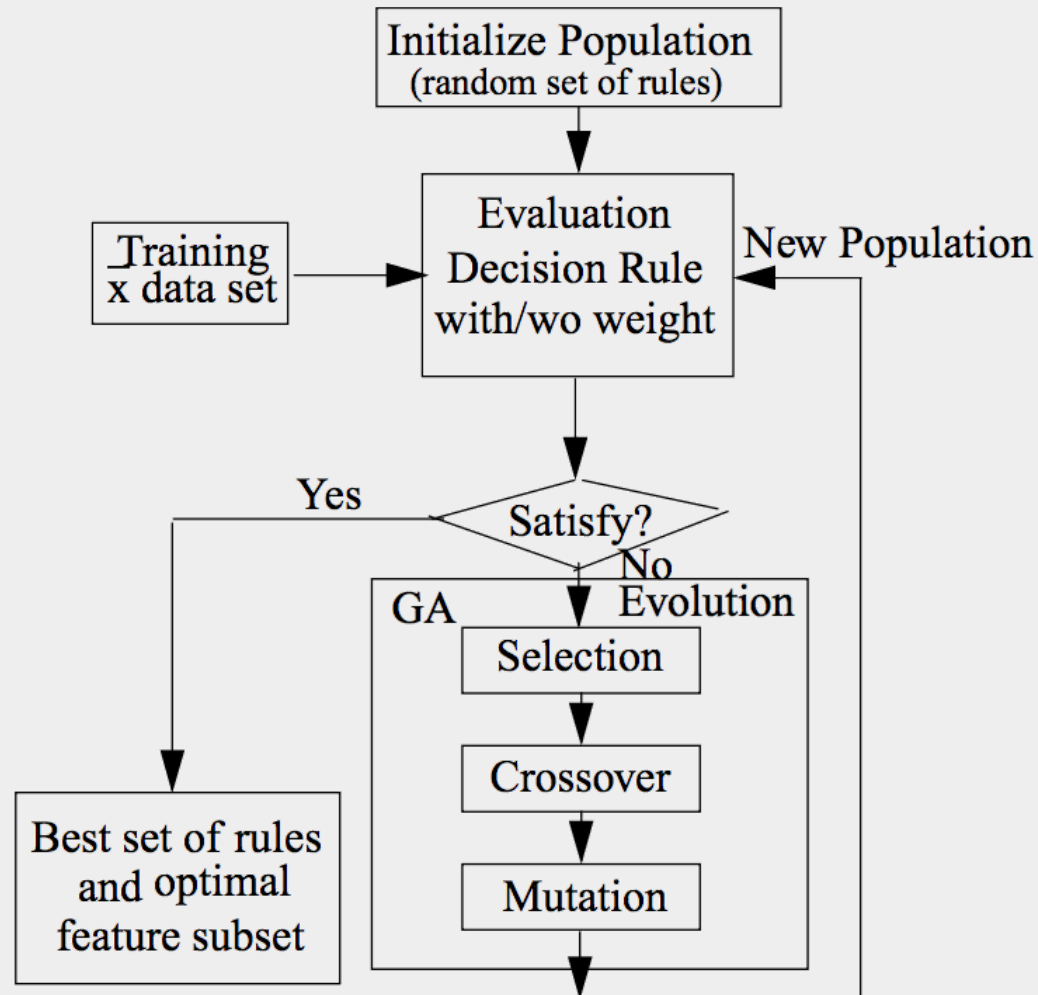 Initialize Population
(random set of rules)
Evaluation
Decision Rule
with/wo weight
Training
x data set
New Population
Yes
Satisfy?
No
Evolution
GA
Selection
Crossover
Mutation
Best set of rules
and optimal
feature subset